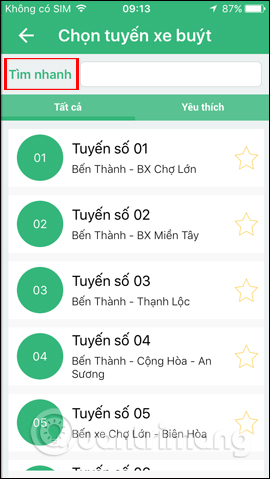 Không có SIM 09:13 87%
Chọn tuyến xe buýt
Tìm nhanh
Tất cả Yêu thích
01 Tuyến số 01
Bến Thành - BX Chợ Lớn
02 Tuyến số 02
Bến Thành - BX Miền Tây
03 Tuyến số 03
Bến Thành - Thạnh Lộc
04 Tuyến số 04
Bến Thành - Cộng Hòa - An
Sương
05 Tuyến số 05
Bến xe Chợ Lớn - Biên Hòa
quantrimang